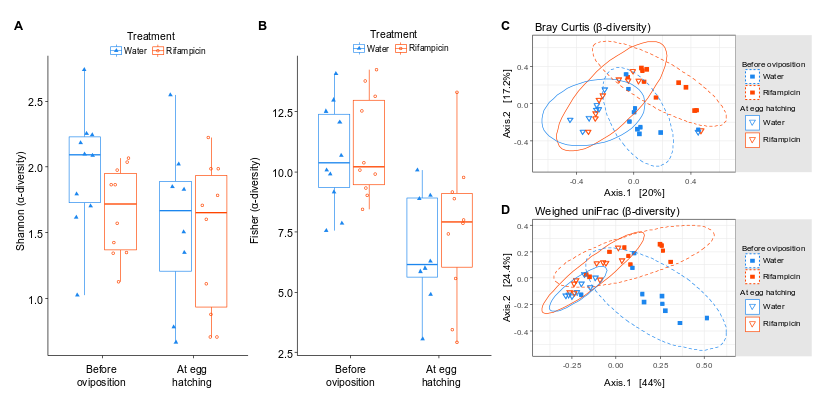 A
Treatment
Water Rifampicin
Shannon (α-diversity)
2.5
2.0
1.5
1.0
Before
oviposition
At egg
hatching
B
Treatment
Water Rifampicin
Fisher (α-diversity)
12.5
10.0
7.5
5.0
2.5
Before
oviposition
At egg
hatching
C
Bray Curtis (β-diversity)
Axis.2 [17.2%]
0.4
0.0
-0.4
-0.4
0.0
0.4
Axis.1 [20%]
Before oviposition
Water
Rifampicin
At egg hatching
Water
Rifampicin
D
Weighed uniFrac (β-diversity)
Axis.2 [24.4%]
0.4
0.2
0.0
-0.2
-0.4
-0.25
0.00
0.25
0.50
Axis.1 [44%]
Before oviposition
Water
Rifampicin
At egg hatching
Water
Rifampicin